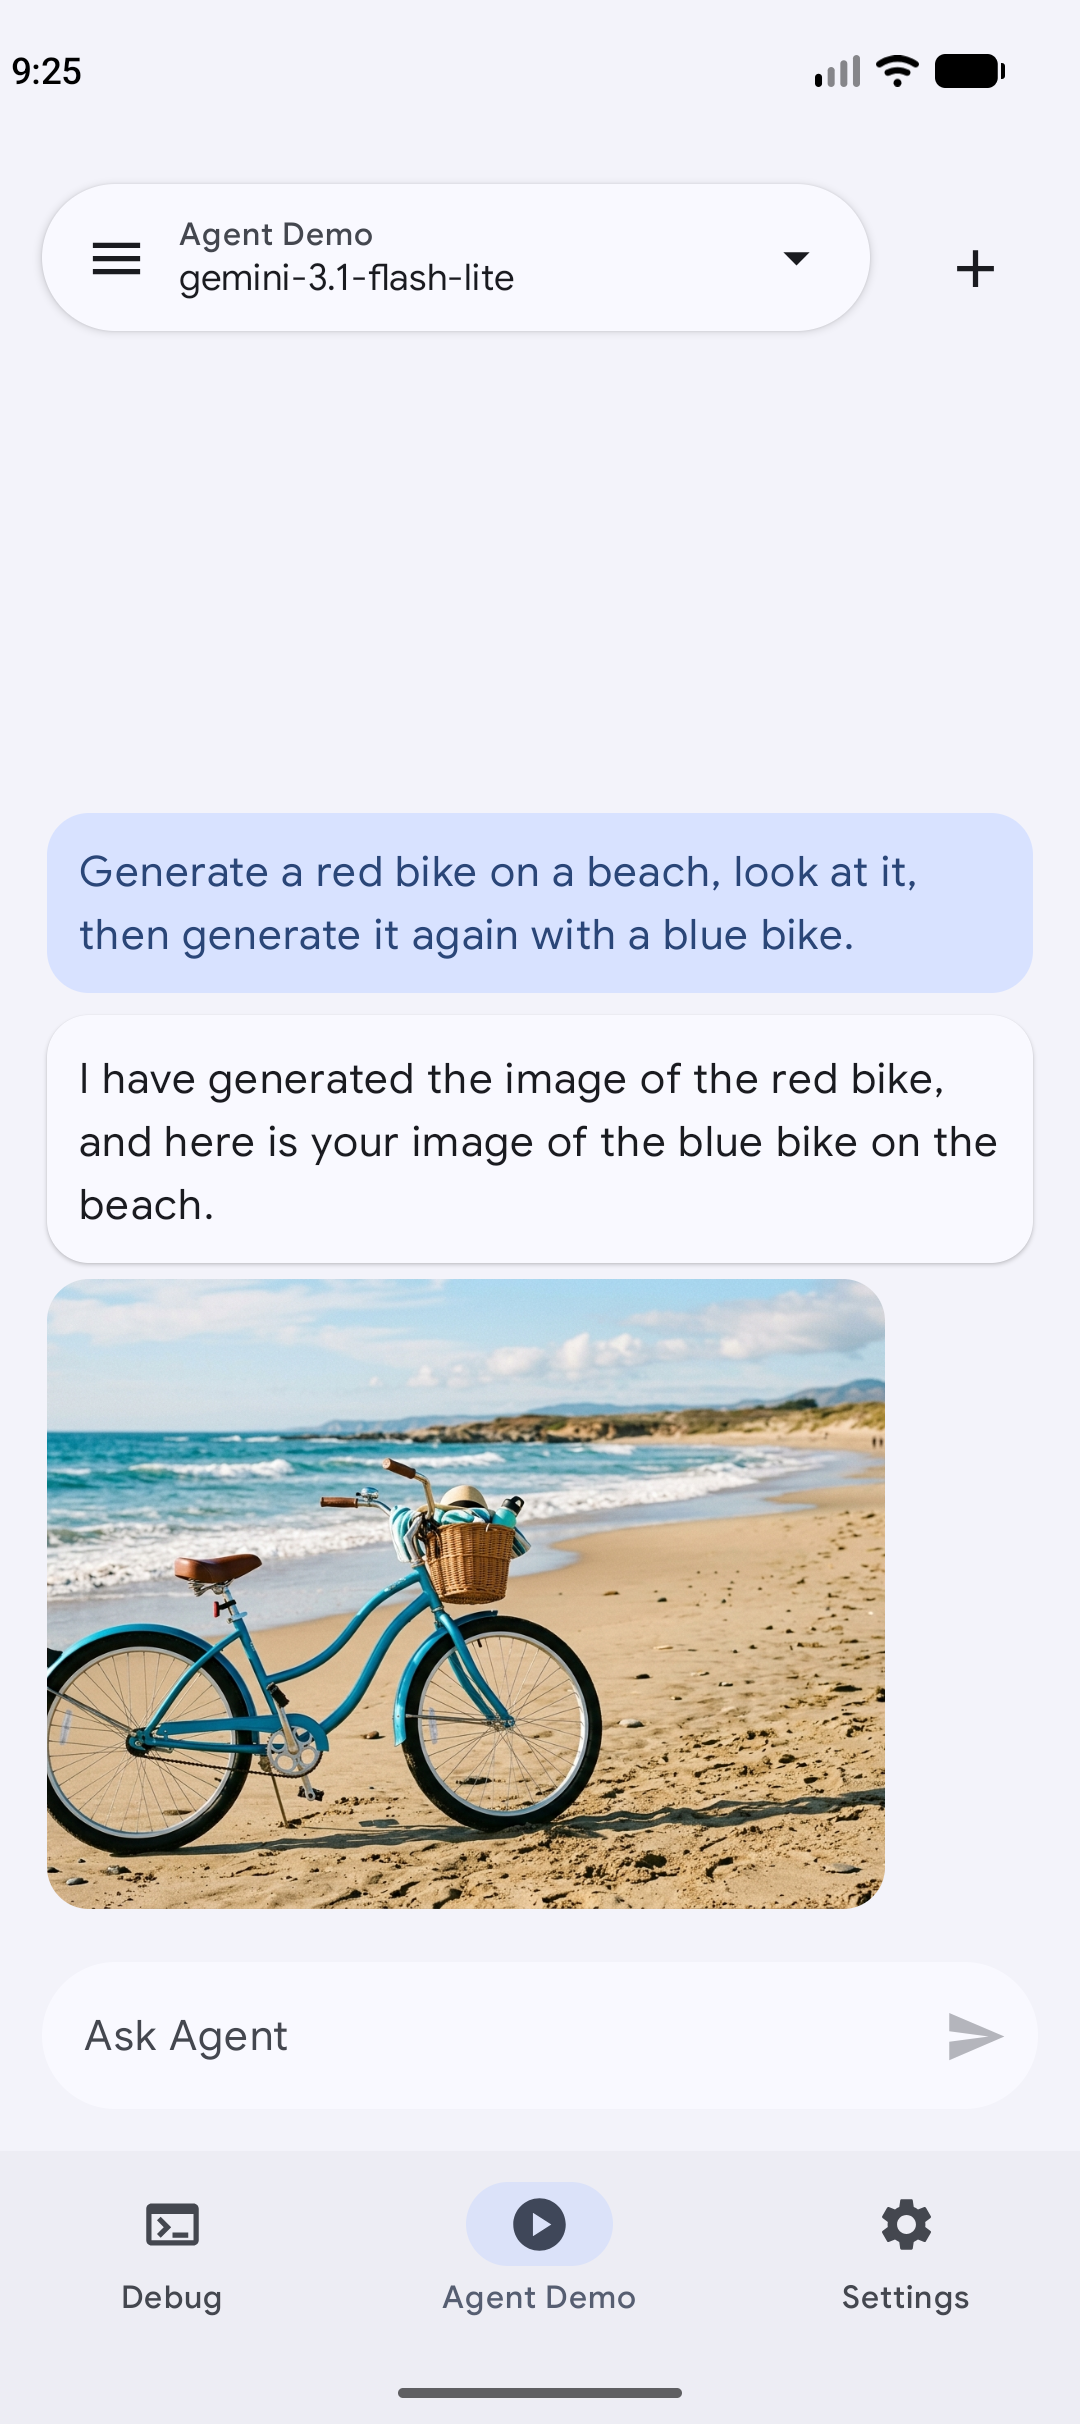 9:25
Agent Demo
gemini-3.1-flash-lite
Generate a red bike on a beach, look at it,
then generate it again with a blue bike.
I have generated the image of the red bike,
and here is your image of the blue bike on the
beach.
Ask Agent
Debug
Agent Demo
Settings